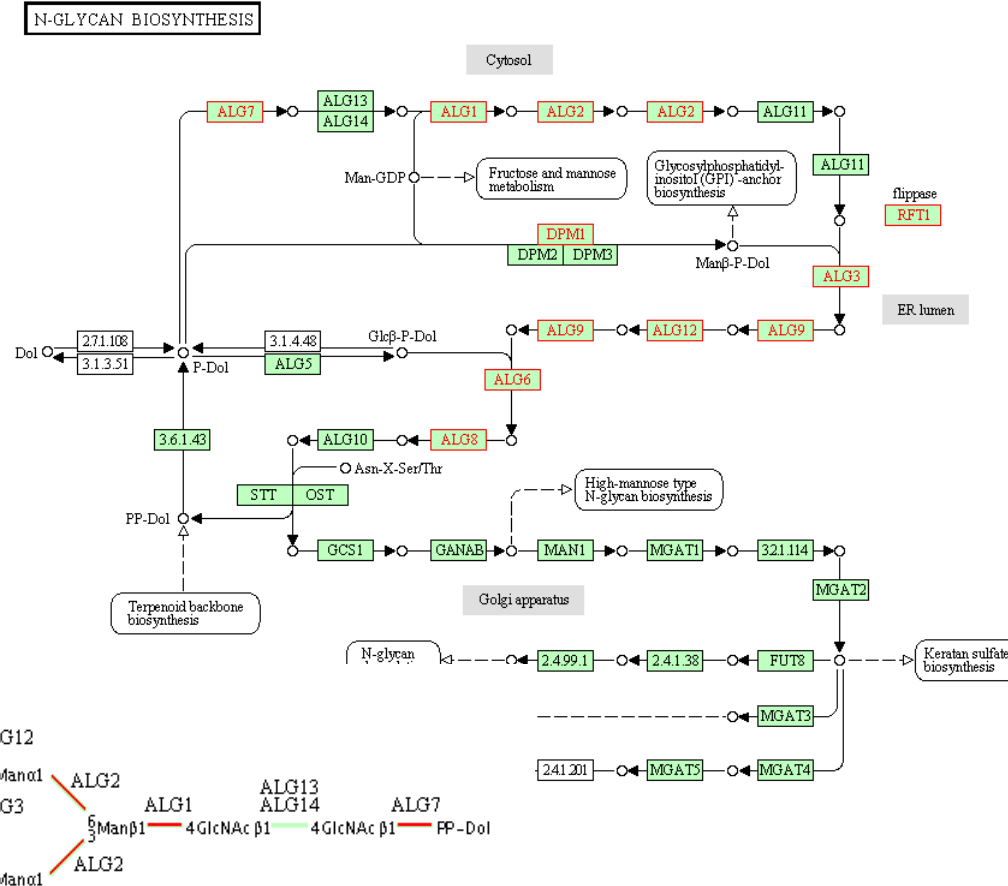 N-GLYCAN BIOSYNTHESIS
Cytosol
ALG7
ALG13
ALG14
ALG1
ALG2
ALG2
ALG11
ALG11
Man-GDP
Fructose and mannose
metabolism
Glycosylphosphatidyl-
inositol (GPI)-anchor
biosynthesis
flippase
RFT1
DPM1
DPM2
DPM3
Manβ-P-Dol
ALG3
ER lumen
Dol
2.7.1.108
3.1.3.51
P-Dol
3.1.4.48
ALG5
Glcβ-P-Dol
ALG9
ALG12
ALG9
ALG6
3.6.1.43
ALG10
ALG8
Asn-X-Ser/Thr
STT
OST
PP-Dol
High-mannose type
N-glycan biosynthesis
GCS1
GANAB
MAN1
MGAT1
3.2.1.114
MGAT2
Terpenoid backbone
biosynthesis
Golgi apparatus
N-glycan
2.4.99.1
2.4.1.38
FUT8
Keratan sulfate
biosynthesis
MGAT3
2.4.1.201
MGAT5
MGAT4
G12
Manα1
ALG2
G3
ALG1
ALG13
ALG14
ALG7
6
3
Manβ1
4GlcNAc β1
4GlcNAc β1
PP-Dol
ALG2
Manα1